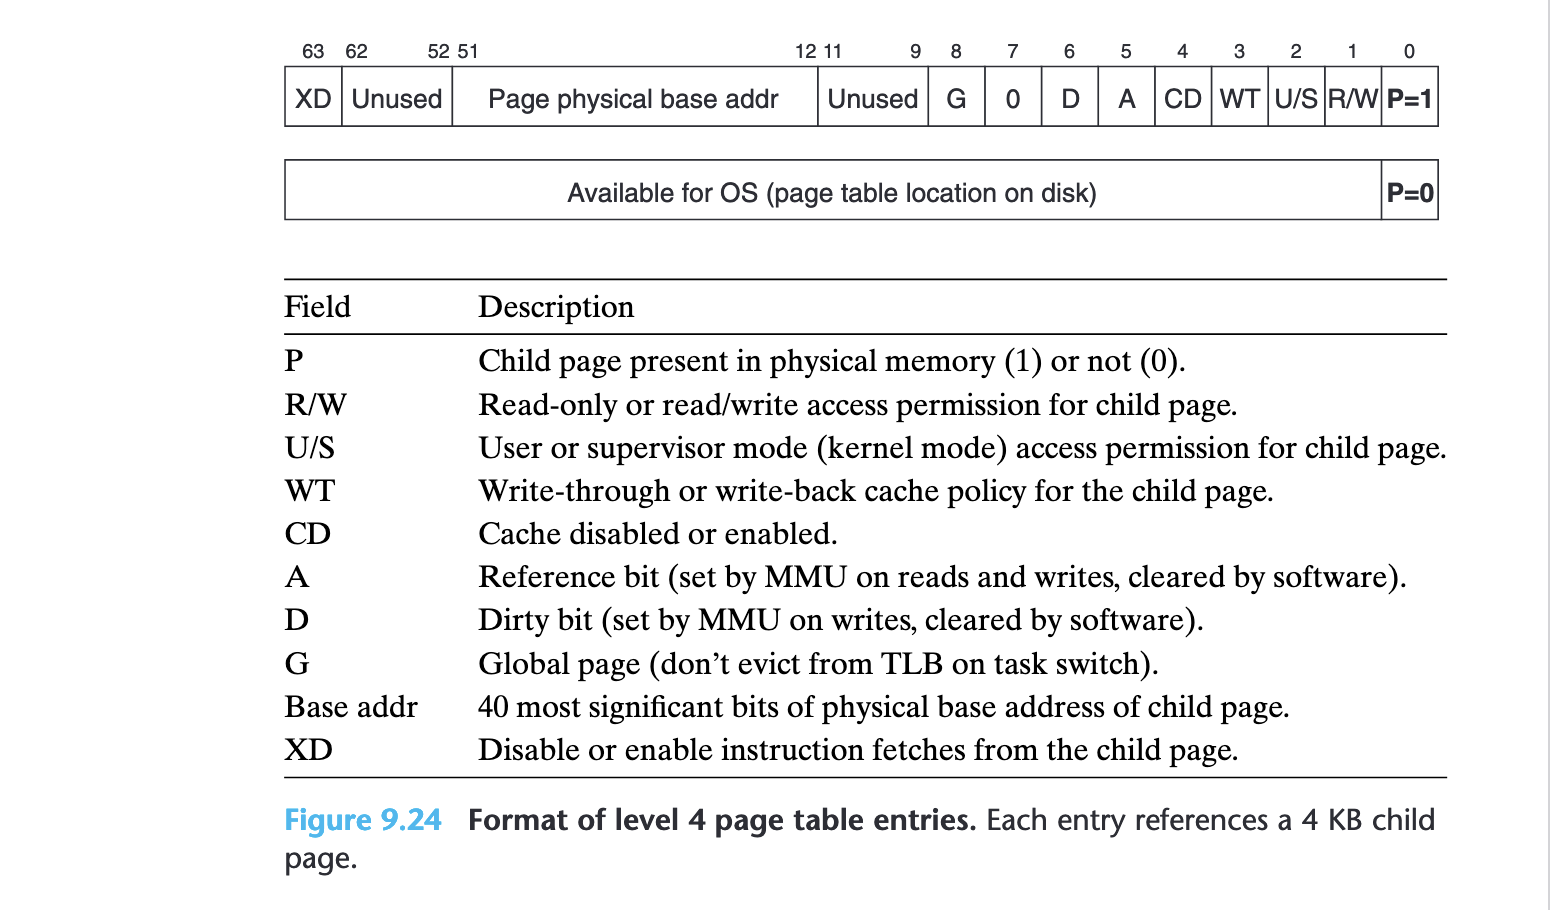 63 62 52 51 12 11 9 8 7 6 5 4 3 2 1 0
XD Unused Page physical base addr Unused G 0 D A CD WT U/S R/W P=1
Available for OS (page table location on disk) P=0
Field Description
P Child page present in physical memory (1) or not (0).
R/W Read-only or read/write access permission for child page.
U/S User or supervisor mode (kernel mode) access permission for child page.
WT Write-through or write-back cache policy for the child page.
CD Cache disabled or enabled.
A Reference bit (set by MMU on reads and writes, cleared by software).
D Dirty bit (set by MMU on writes, cleared by software).
G Global page (don’t evict from TLB on task switch).
Base addr 40 most significant bits of physical base address of child page.
XD Disable or enable instruction fetches from the child page.
Figure 9.24 Format of level 4 page table entries. Each entry references a 4 KB child
page.